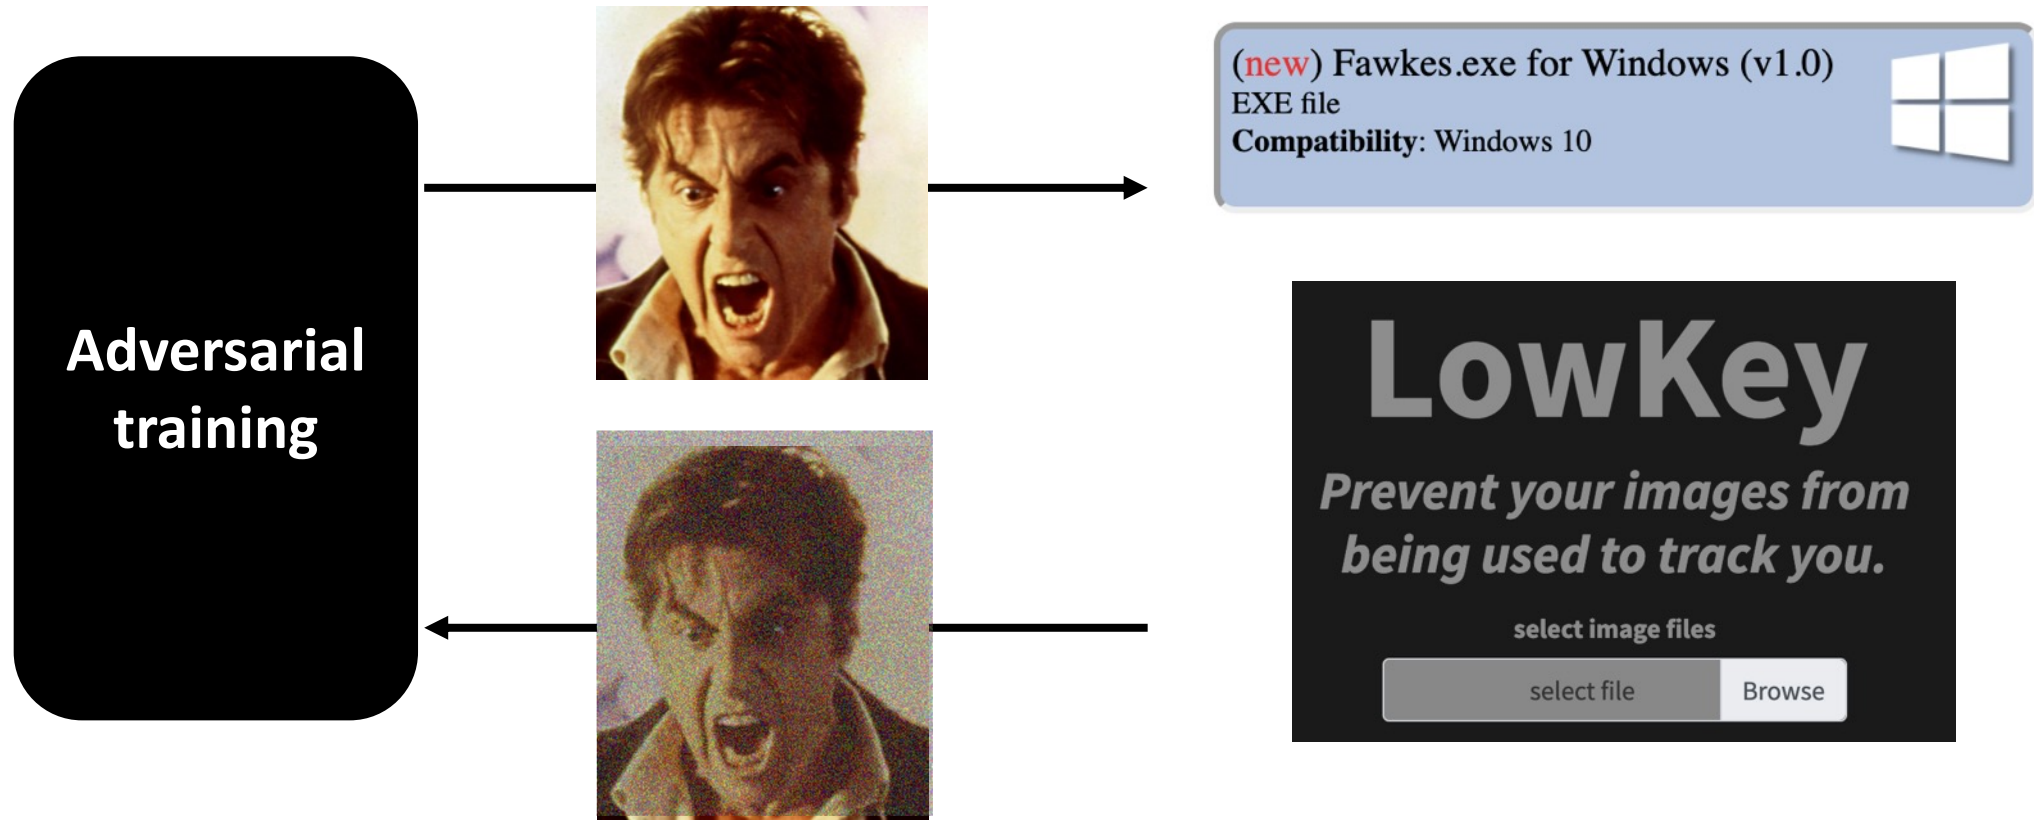 Adversarial
training
(new) Fawkes.exe for Windows (v1.0)
EXE file
Compatibility: Windows 10
LowKey
Prevent your images from
being used to track you.
select image files
select file Browse